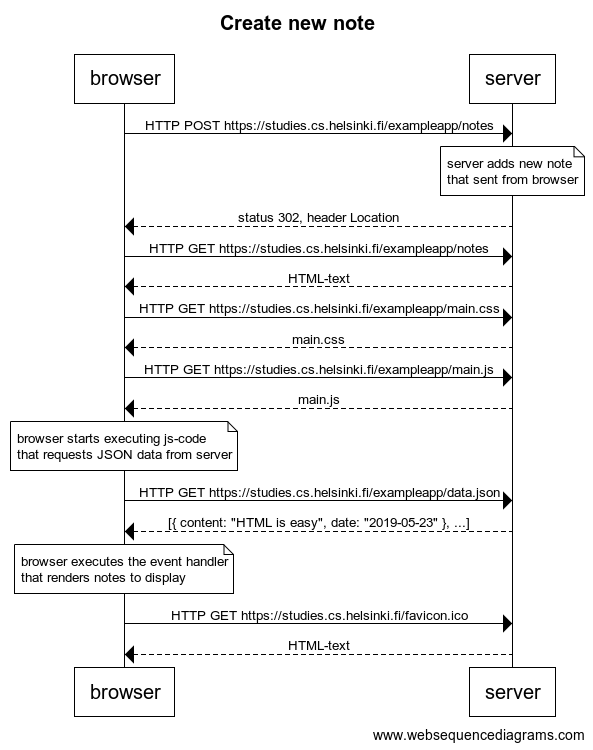 Create new note
browser
server
HTTP POST https://studies.cs.helsinki.fi/exampleapp/notes
server adds new note
that sent from browser
status 302, header Location
HTTP GET https://studies.cs.helsinki.fi/exampleapp/notes
HTML-text
HTTP GET https://studies.cs.helsinki.fi/exampleapp/main.css
main.css
HTTP GET https://studies.cs.helsinki.fi/exampleapp/main.js
main.js
browser starts executing js-code
that requests JSON data from server
HTTP GET https://studies.cs.helsinki.fi/exampleapp/data.json
[{ content: "HTML is easy", date: "2019-05-23" }, ...]
browser executes the event handler
that renders notes to display
HTTP GET https://studies.cs.helsinki.fi/favicon.ico
HTML-text
browser
server
www.websequencediagrams.com